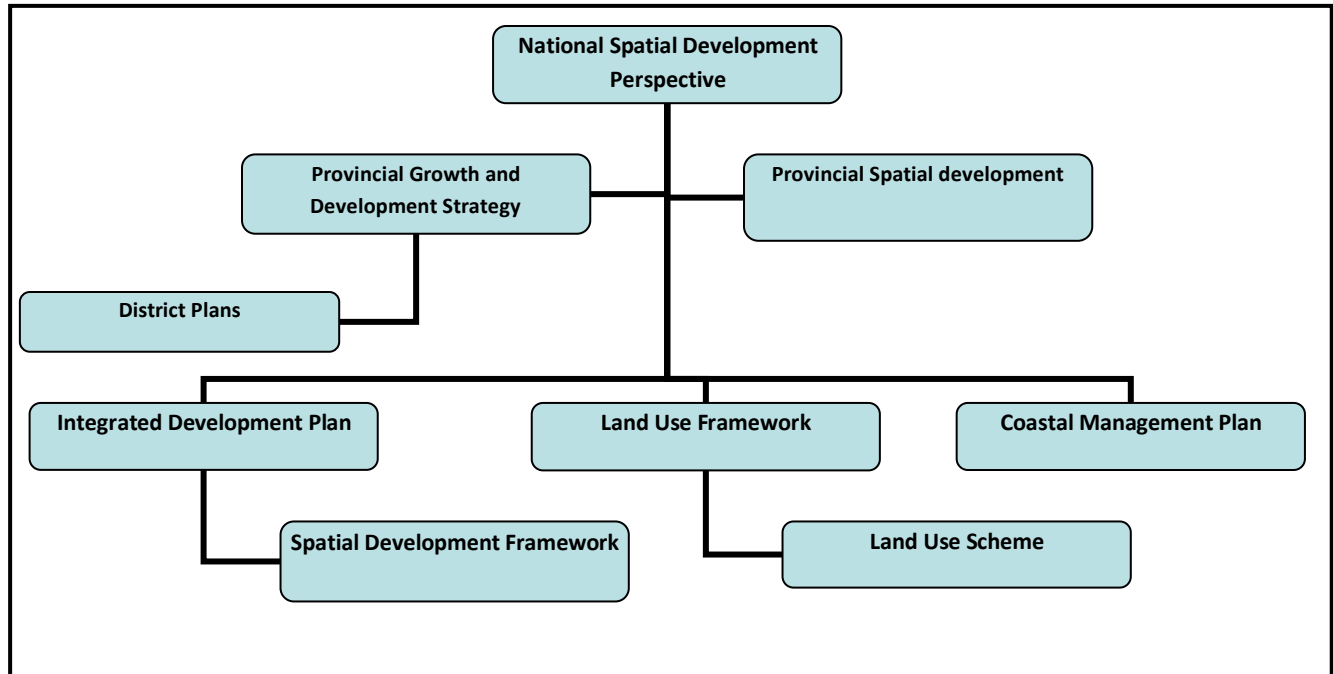 National Spatial Development
Perspective
Provincial Growth and
Development Strategy
Provincial Spatial development
District Plans
Integrated Development Plan
Land Use Framework
Coastal Management Plan
Spatial Development Framework
Land Use Scheme